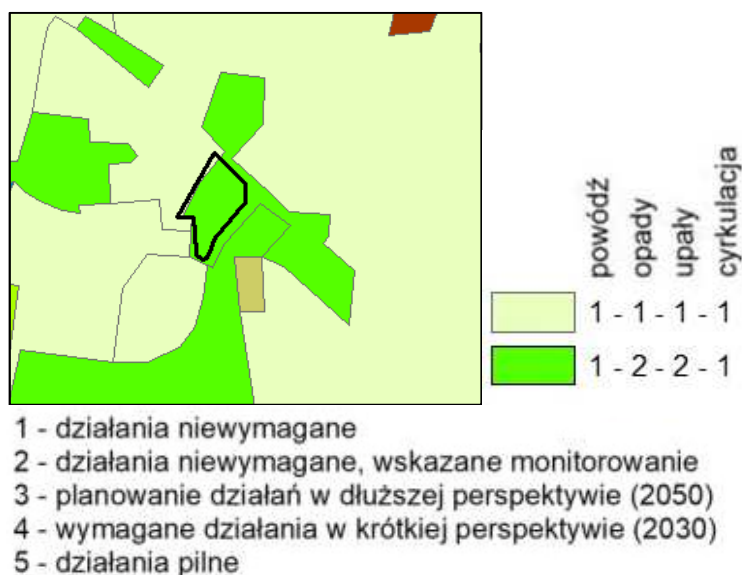 powódź
opady
upały
cyrkulacja
1 - 1 - 1 - 1
1 - 2 - 2 - 1
1 - działania niewymagane
2 - działania niewymagane, wskazane monitorowanie
3 - planowanie działań w dłuższej perspektywie (2050)
4 - wymagane działania w krótkiej perspektywie (2030)
5 - działania pilne